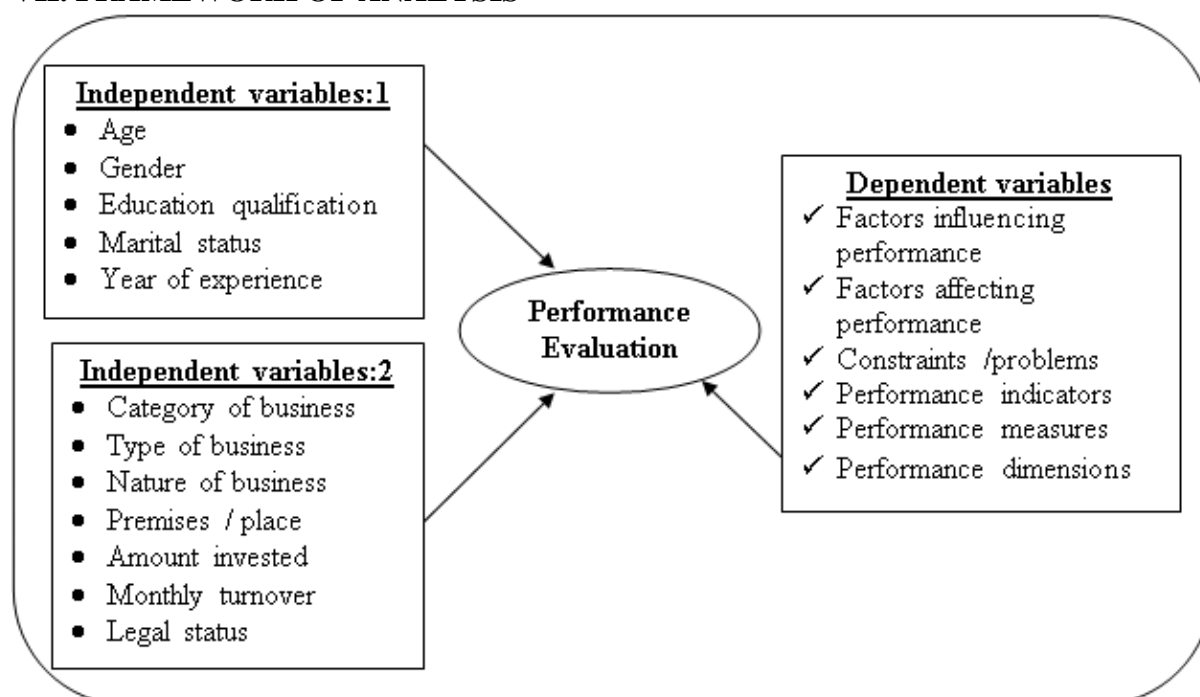 Independent variables:1
Age
Gender
Education qualification
Marital status
Year of experience
Independent variables:2
Category of business
Type of business
Nature of business
Premises / place
Amount invested
Monthly turnover
Legal status
Performance
Evaluation
Dependent variables
Factors influencing
performance
Factors affecting
performance
Constraints /problems
Performance indicators
Performance measures
Performance dimensions